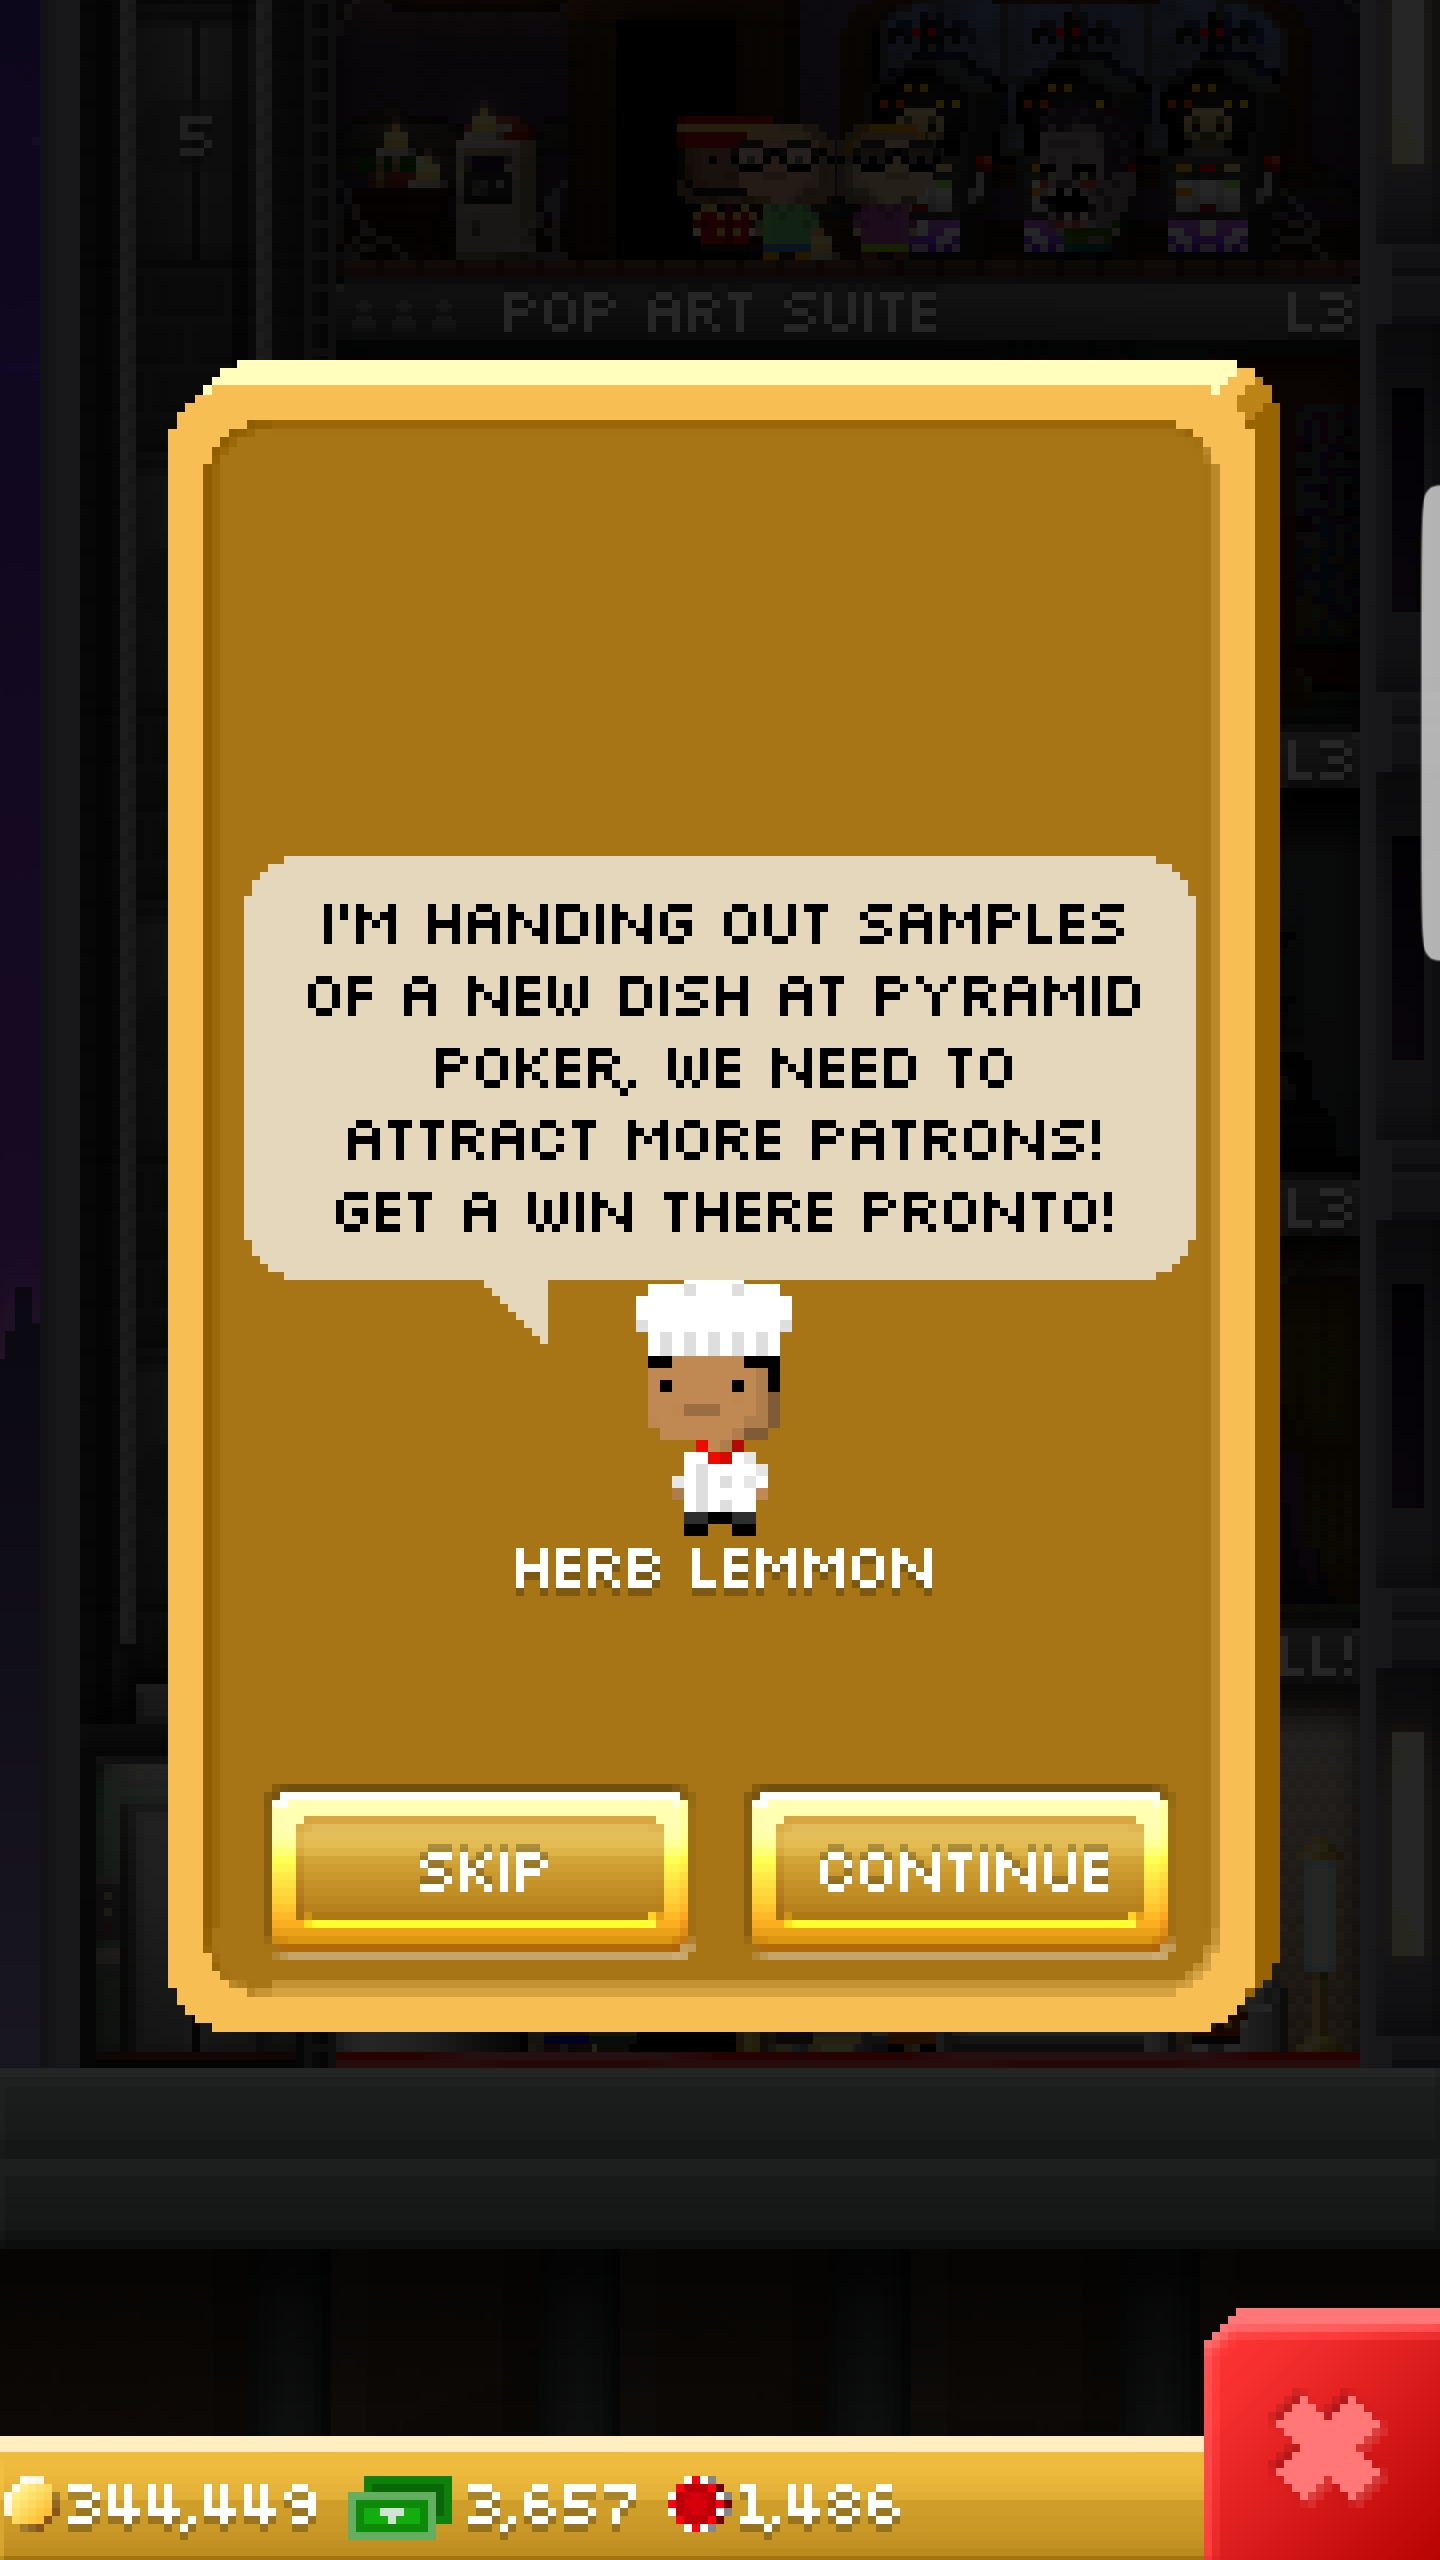 5
POP ART SUITE L3
L3
I'M HANDING OUT SAMPLES
OF A NEW DISH AT PYRAMID
POKER, WE NEED TO
ATTRACT MORE PATRONS!
GET A WIN THERE PRONTO!
L3
HERB LEMMON
LL!
SKIP CONTINUE
344,449 3,657 1,486